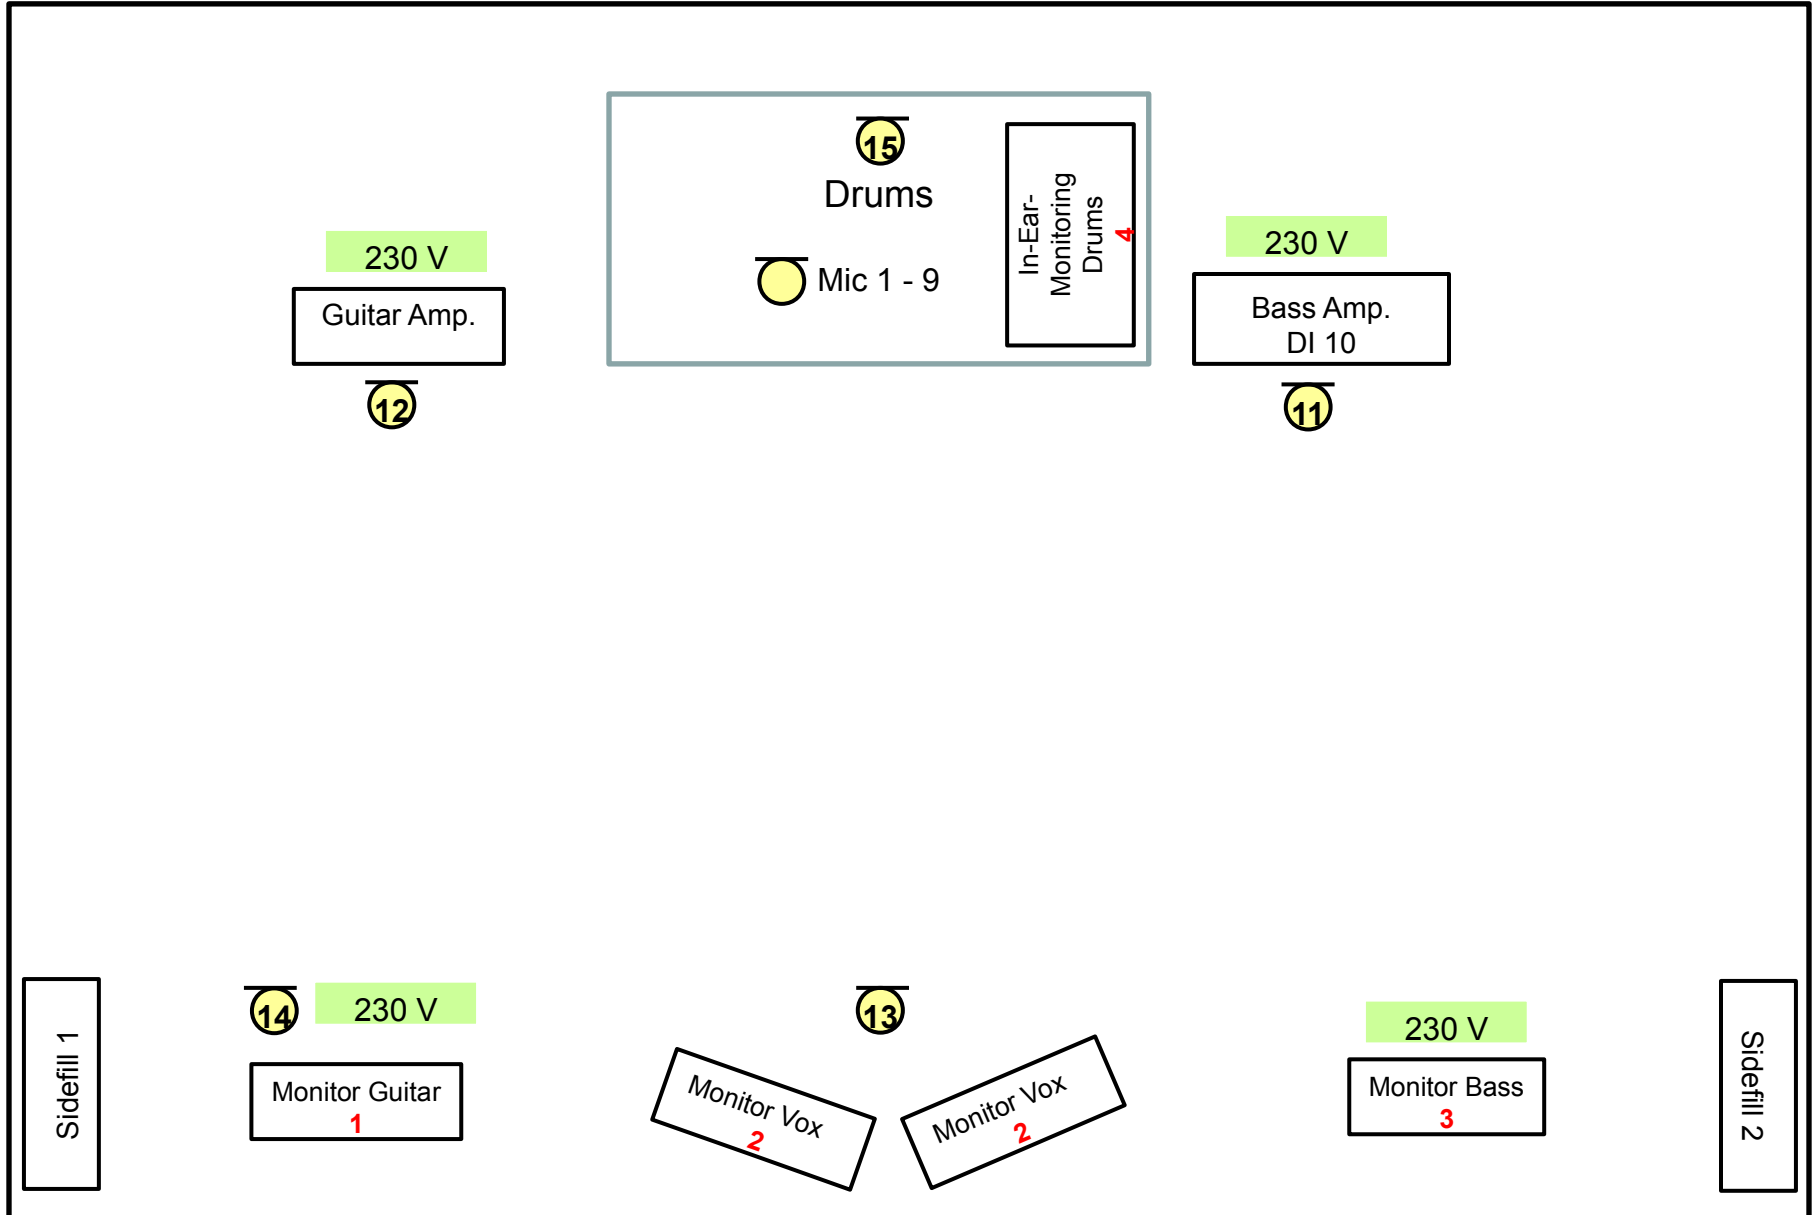 15
Drums
Mic 1 - 9
In-Ear-
Monitoring
Drums
4
230 V
Guitar Amp.
12
230 V
Bass Amp.
DI 10
11
14
230 V
13
230 V
Sidefill 1
Monitor Guitar
1
Monitor Vox
2
Monitor Vox
2
Monitor Bass
3
Sidefill 2